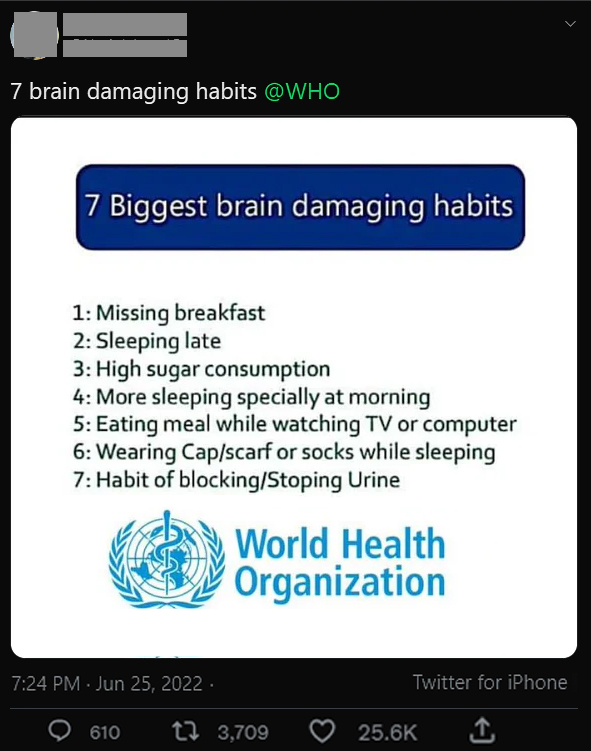 7 brain damaging habits @WHO
7 Biggest brain damaging habits
1: Missing breakfast
2: Sleeping late
3: High sugar consumption
4: More sleeping specially at morning
5: Eating meal while watching TV or computer
6: Wearing Cap/scarf or socks while sleeping
7: Habit of blocking/Stoping Urine
World Health
Organization
7:24 PM · Jun 25, 2022 · Twitter for iPhone
610 3,709 25.6K